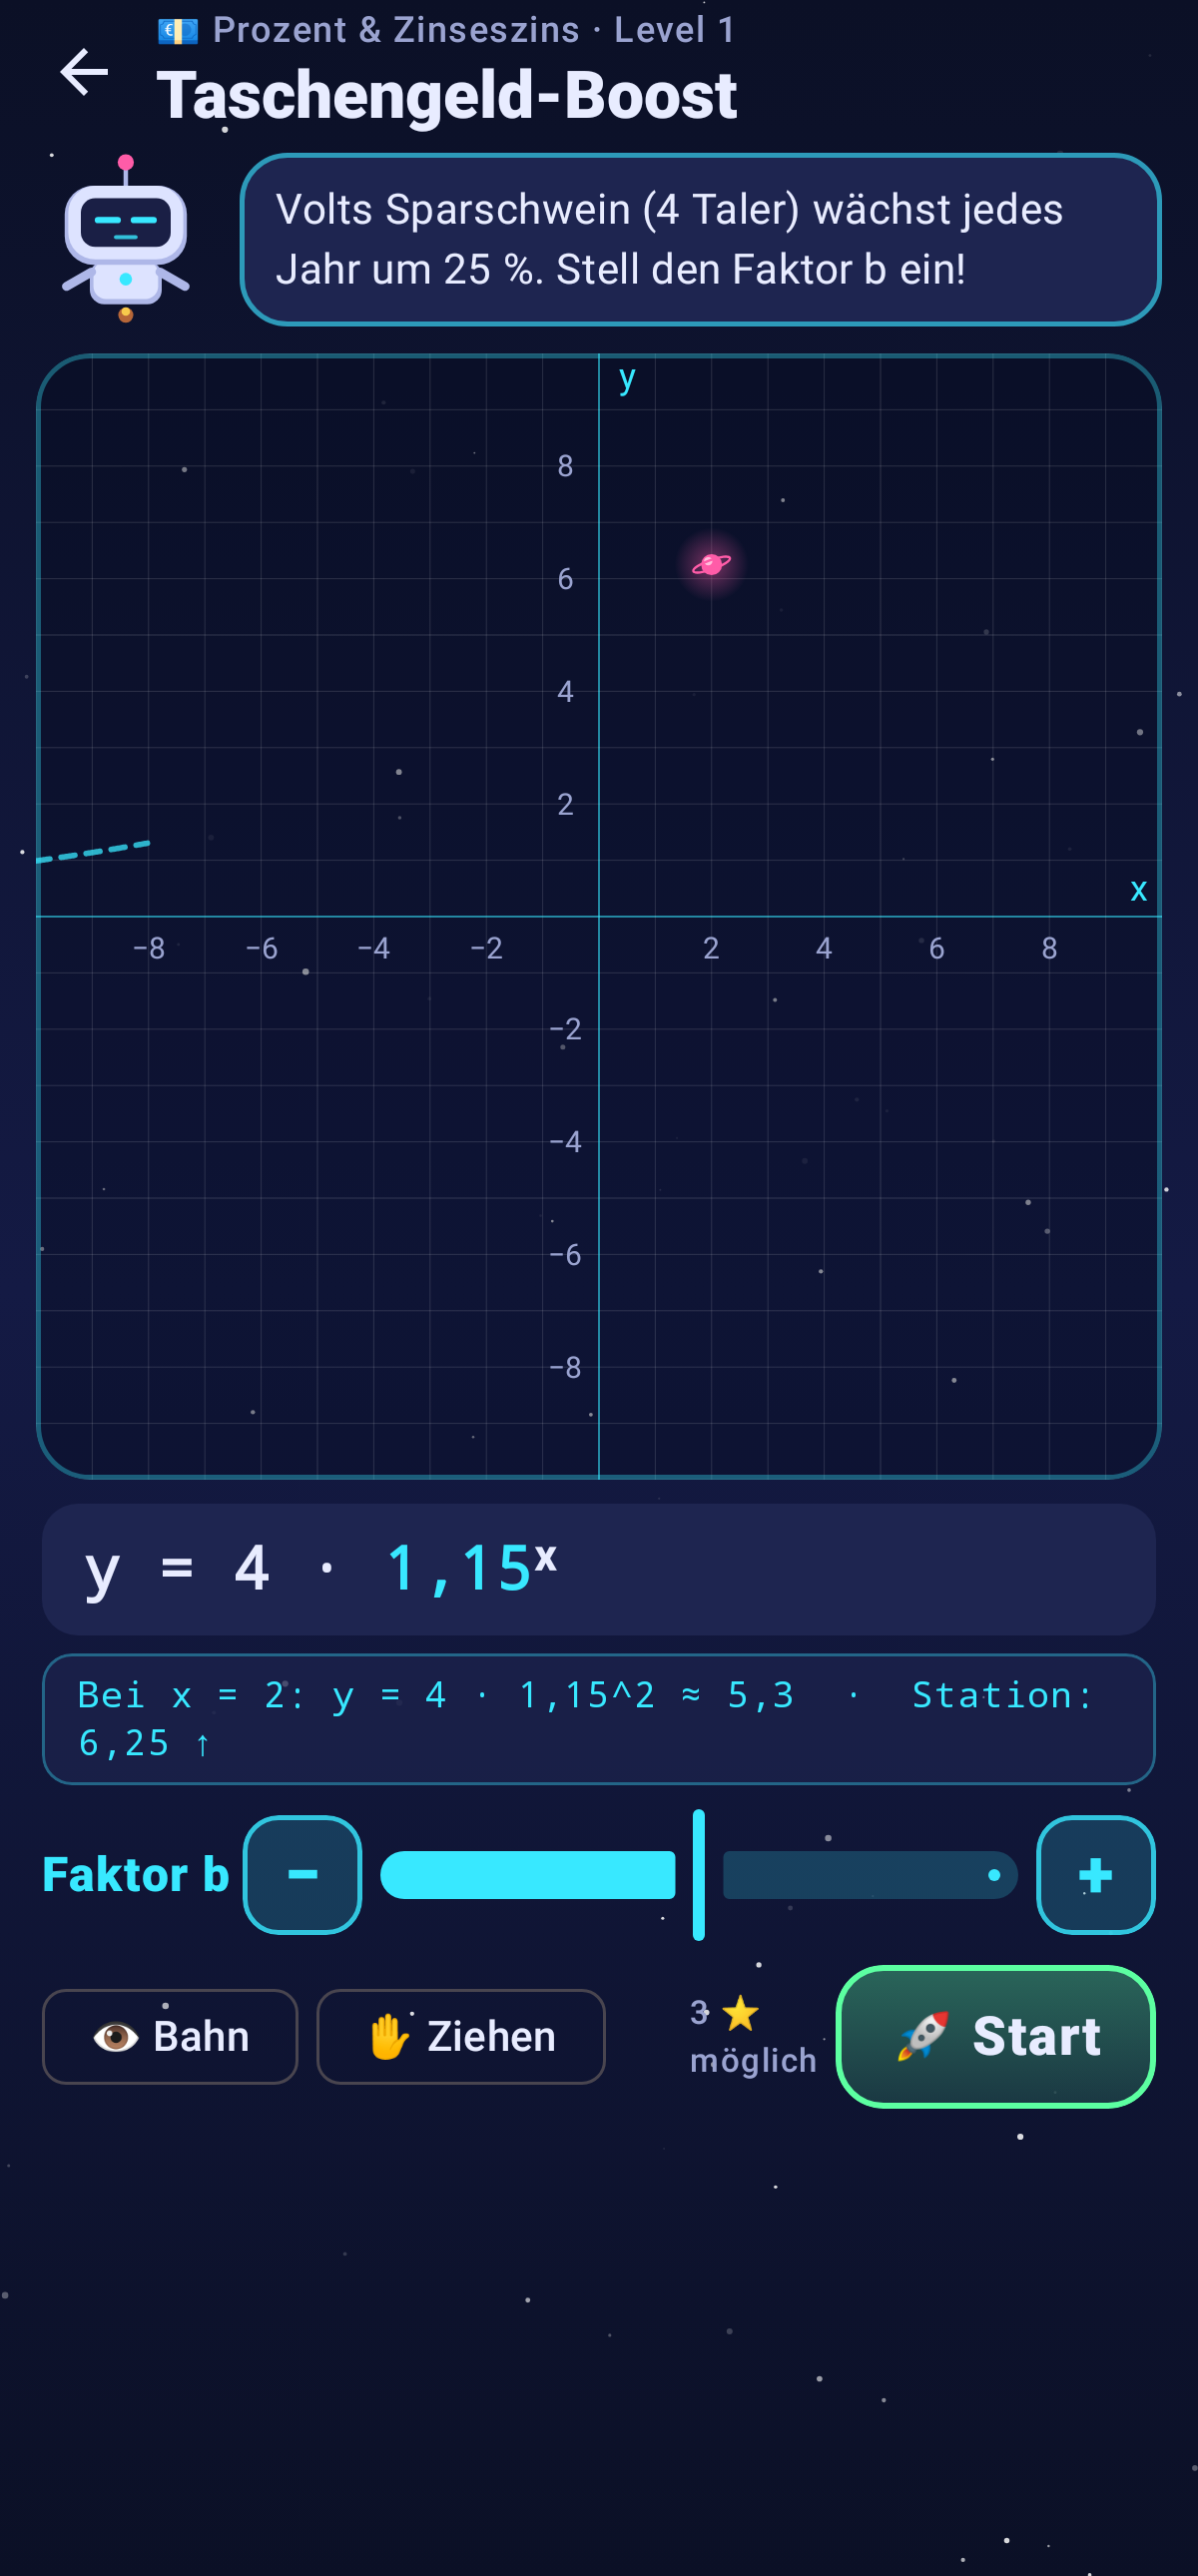 💶 Prozent & Zinseszins · Level 1
Taschengeld-Boost
Volts Sparschwein (4 Taler) wächst jedes
Jahr um 25 %. Stell den Faktor b ein!
y
8
6
4
2
x
−8 −6 −4 −2 2 4 6 8
−2
−4
−6
−8
y = 4 · 1,15ˣ
Bei x = 2: y = 4 · 1,15^2 ≈ 5,3 · Station:
6,25 ↑
Faktor b − +
👁️ Bahn ✋ Ziehen 3 ⭐ möglich 🚀 Start